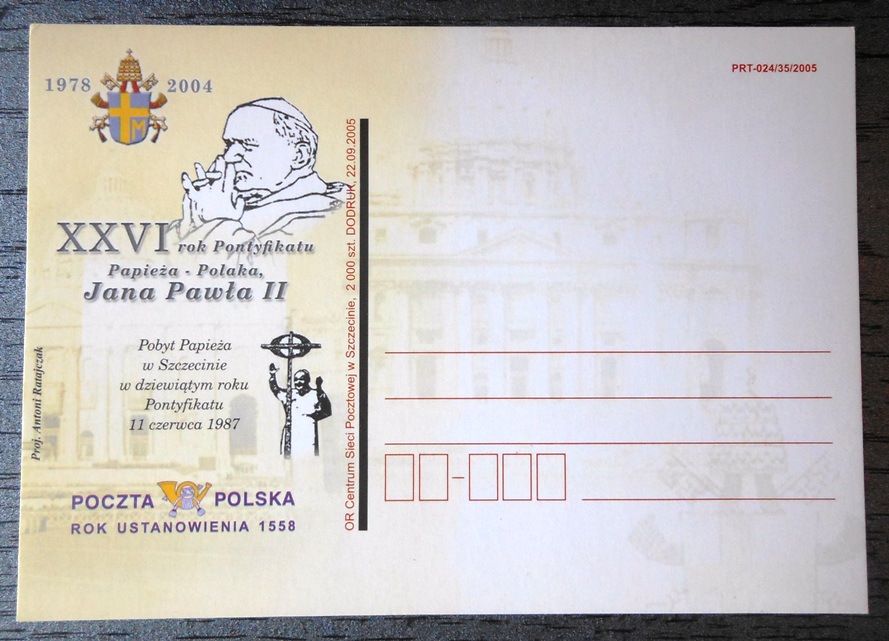 1978 2004
XXVI rok Pontyfikatu
Papieża - Polaka,
Jana Pawła II
Pobyt Papieża
w Szczecinie
w dziewiątym roku
Pontyfikatu
11 czerwca 1987
Proj. Antoni Ratajczak
POCZTA POLSKA
ROK USTANOWIENIA 1558
OR Centrum Sieci Pocztowej w Szczecinie, 2 000 szt. DODRUK, 22.09.2005
PRT-024/35/2005
M